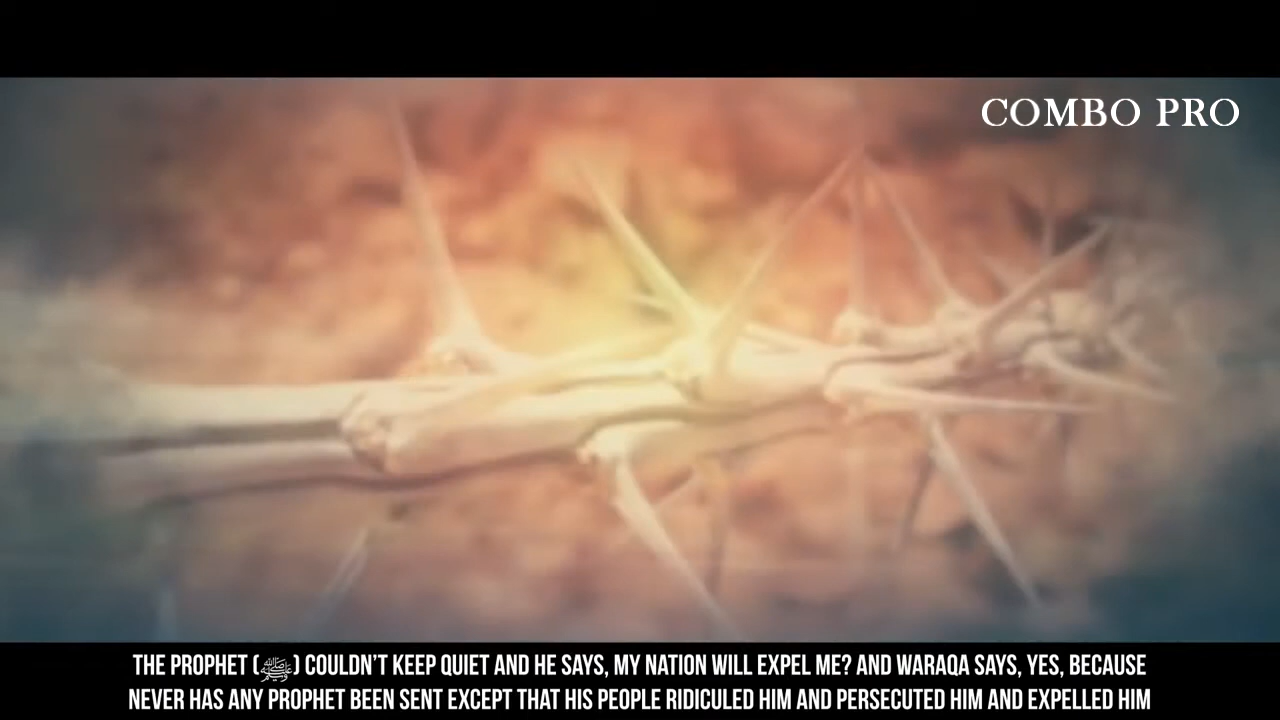 COMBO PRO
THE PROPHET (ﷺ) COULDN'T KEEP QUIET AND HE SAYS, MY NATION WILL EXPEL ME? AND WARAQA SAYS, YES, BECAUSE
NEVER HAS ANY PROPHET BEEN SENT EXCEPT THAT HIS PEOPLE RIDICULED HIM AND PERSECUTED HIM AND EXPELLED HIM